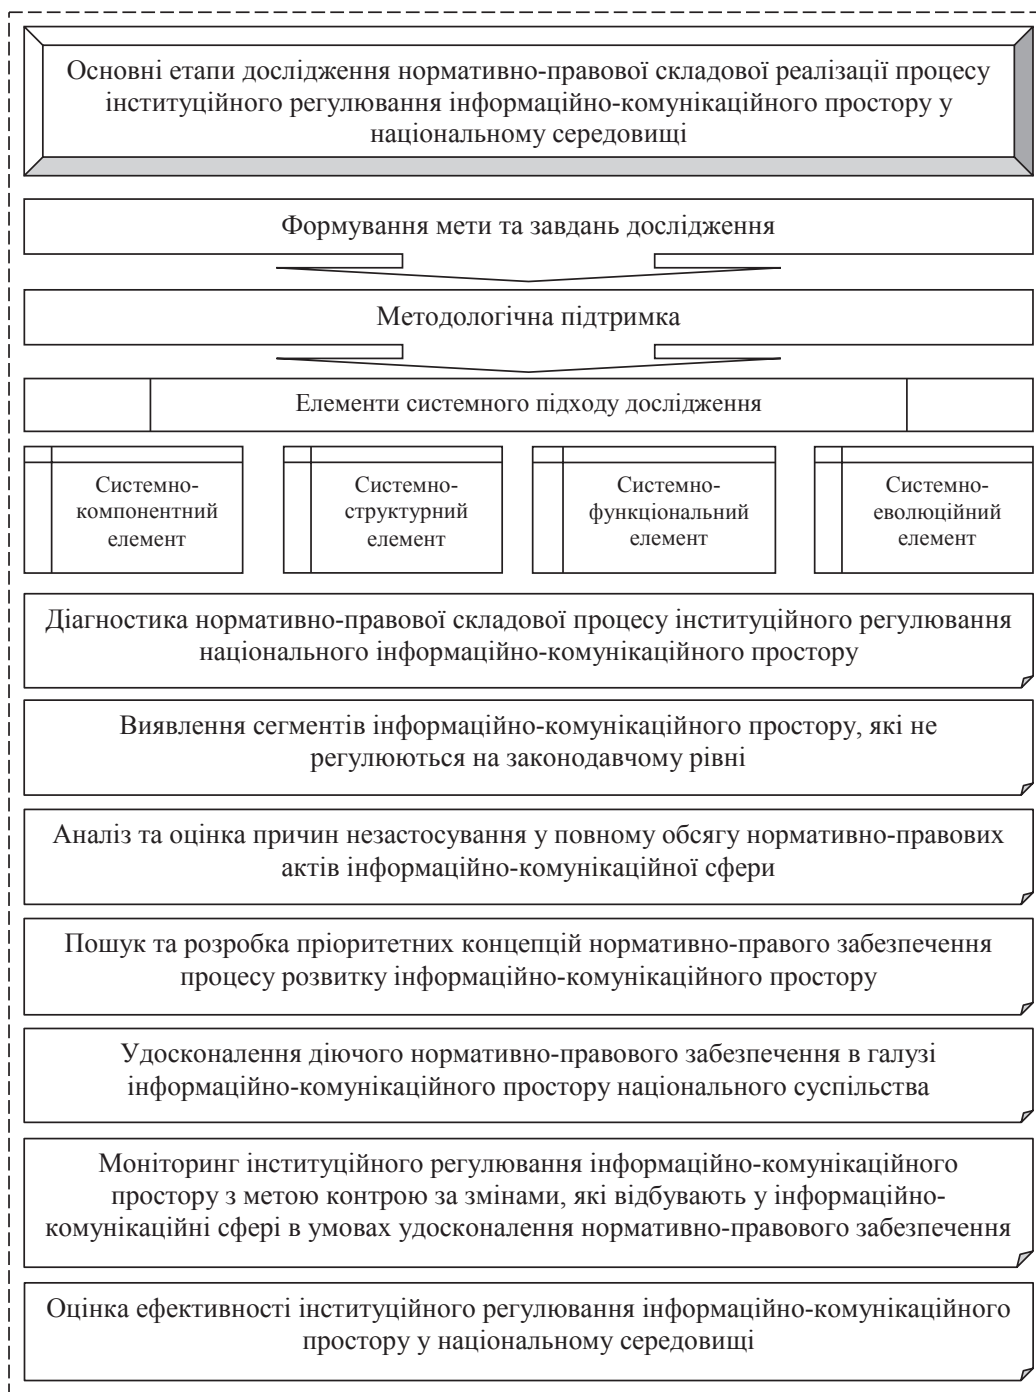 Основні етапи дослідження нормативно-правової складової реалізації процесу
інституційного регулювання інформаційно-комунікаційного простору у
національному середовищі
Формування мети та завдань дослідження
Методологічна підтримка
Елементи системного підходу дослідження
Системно-
компонентний
елемент
Системно-
структурний
елемент
Системно-
функціональний
елемент
Системно-
еволюційний
елемент
Діагностика нормативно-правової складової процесу інституційного регулювання
національного інформаційно-комунікаційного простору
Виявлення сегментів інформаційно-комунікаційного простору, які не
регулюються на законодавчому рівні
Аналіз та оцінка причин незастосування у повному обсягу нормативно-правових
актів інформаційно-комунікаційної сфери
Пошук та розробка пріоритетних концепцій нормативно-правого забезпечення
процесу розвитку інформаційно-комунікаційного простору
Удосконалення діючого нормативно-правового забезпечення в галузі
інформаційно-комунікаційного простору національного суспільства
Моніторинг інституційного регулювання інформаційно-комунікаційного
простору з метою контрою за змінами, які відбувають у інформаційно-
комунікаційні сфері в умовах удосконалення нормативно-правового забезпечення
Оцінка ефективності інституційного регулювання інформаційно-комунікаційного
простору у національному середовищі